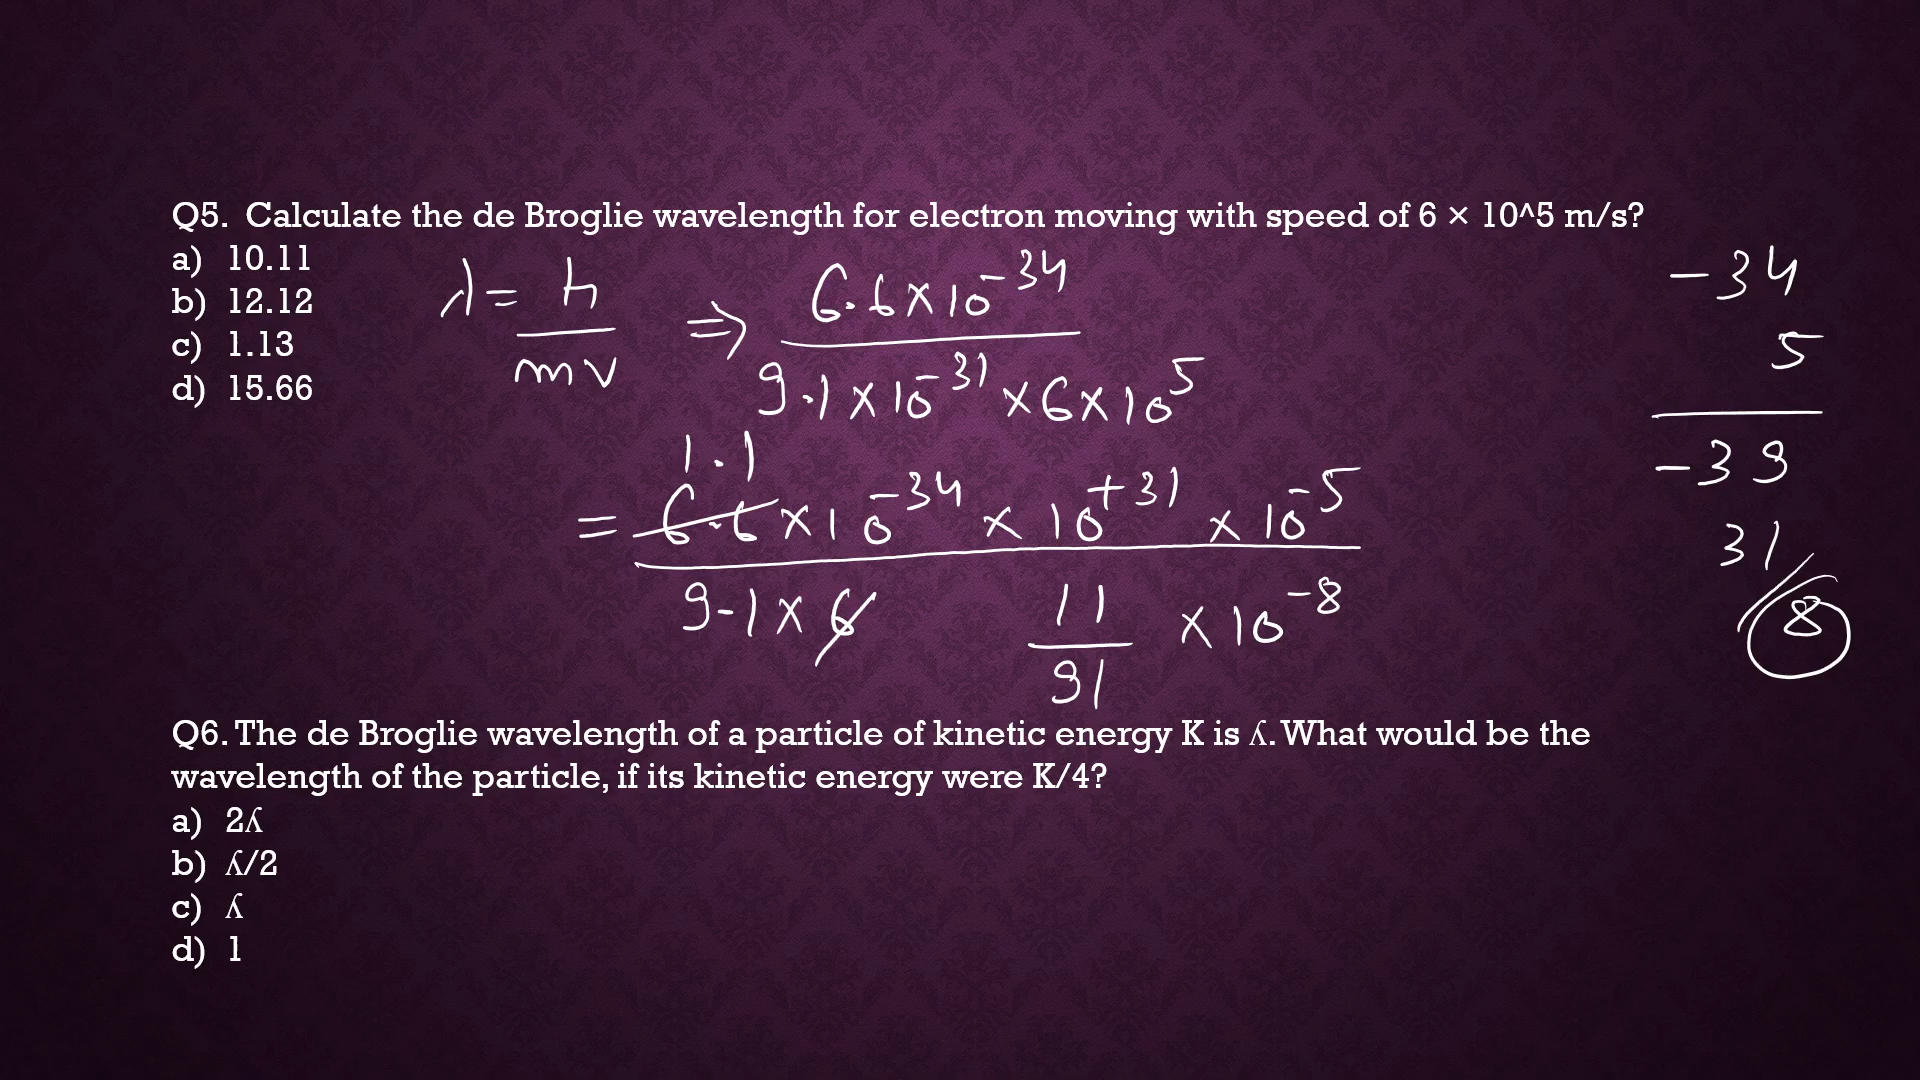 Q5. Calculate the de Broglie wavelength for electron moving with speed of 6 × 10^5 m/s?
a) 10.11
b) 12.12
c) 1.13
d) 15.66
λ = h / mv ⇒ 6.6 × 10^-34 / 9.1 × 10^-31 × 6 × 10^5
1.1
= 6.6 × 10^-34 × 10^+31 × 10^-5 / 9.1 × 6
11 / 91 × 10^-8
-34
5
-39
31
8
Q6. The de Broglie wavelength of a particle of kinetic energy K is ʎ. What would be the
wavelength of the particle, if its kinetic energy were K/4?
a) 2ʎ
b) ʎ/2
c) ʎ
d) 1